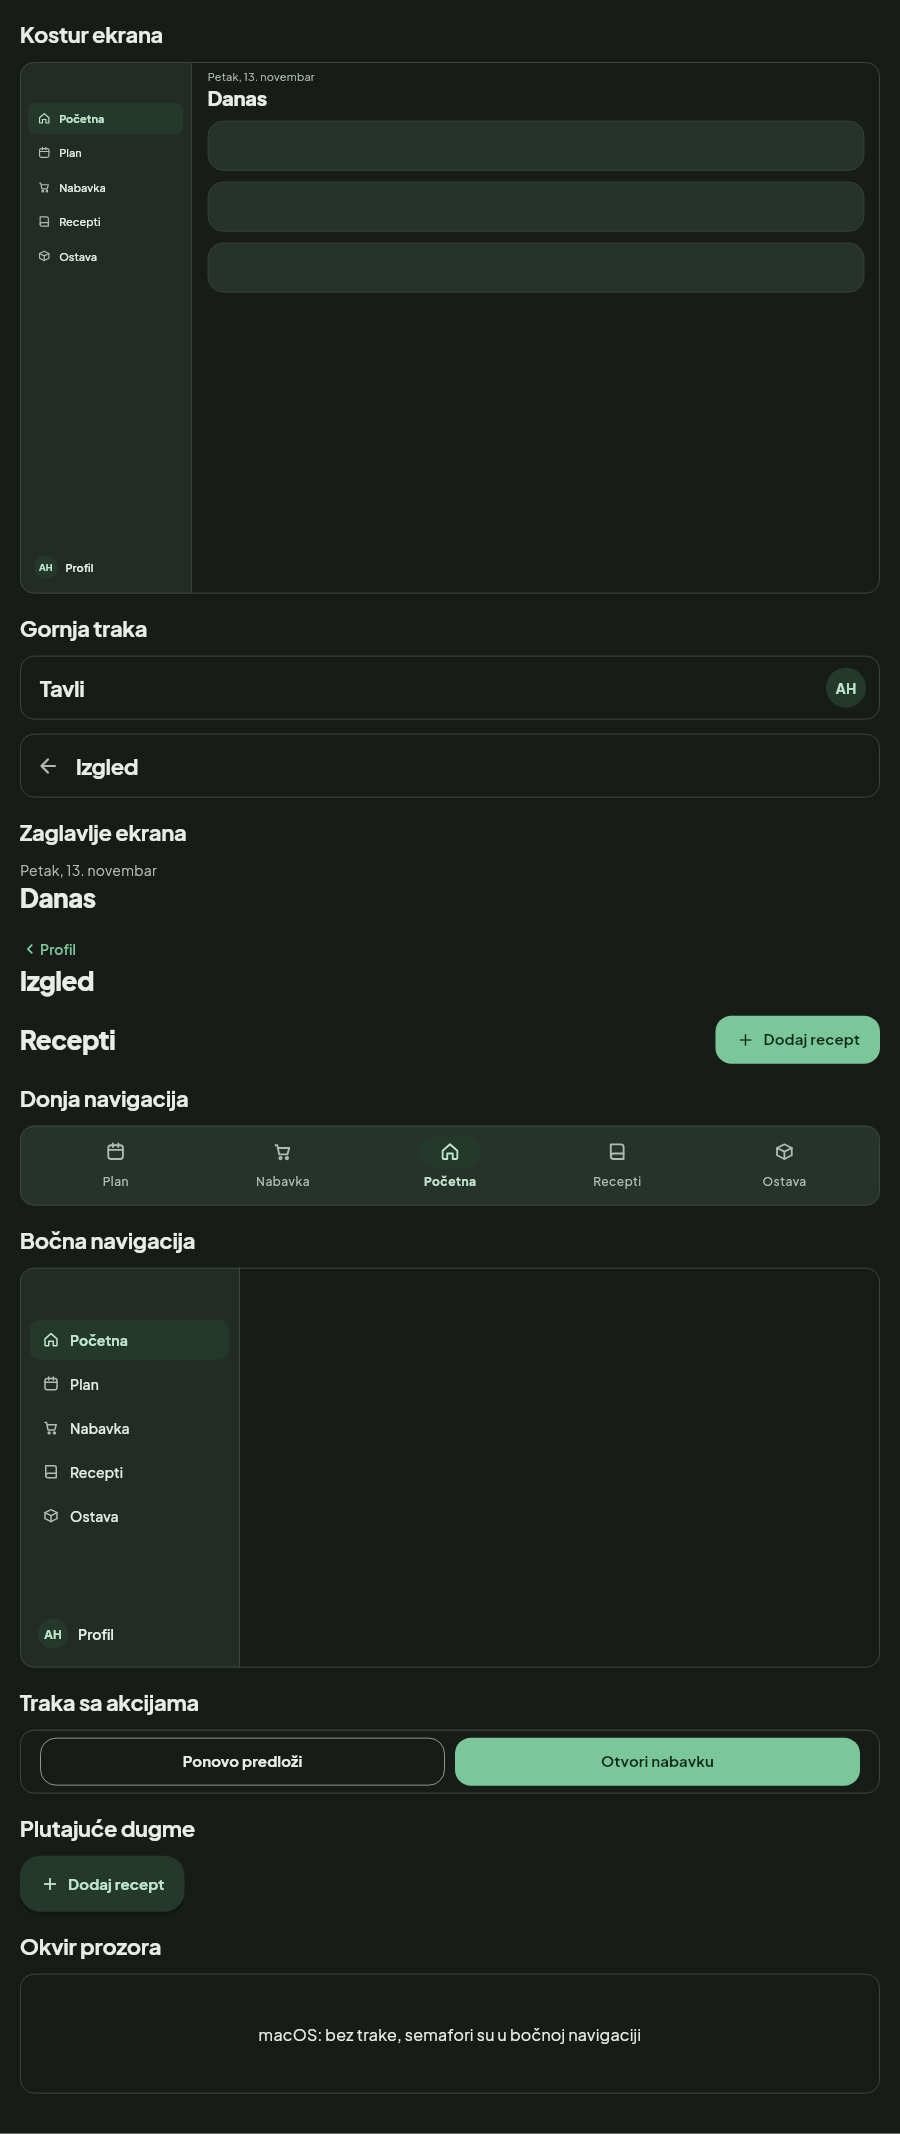 Kostur ekrana
Petak, 13. novembar
Danas
Početna
Plan
Nabavka
Recepti
Ostava
AH Profil
Gornja traka
Tavli AH
Izgled
Zaglavlje ekrana
Petak, 13. novembar
Danas
Profil
Izgled
Recepti Dodaj recept
Donja navigacija
Plan Nabavka Početna Recepti Ostava
Bočna navigacija
Početna
Plan
Nabavka
Recepti
Ostava
AH Profil
Traka sa akcijama
Ponovo predloži Otvori nabavku
Plutajuće dugme
Dodaj recept
Okvir prozora
macOS: bez trake, semafori su u bočnoj navigaciji